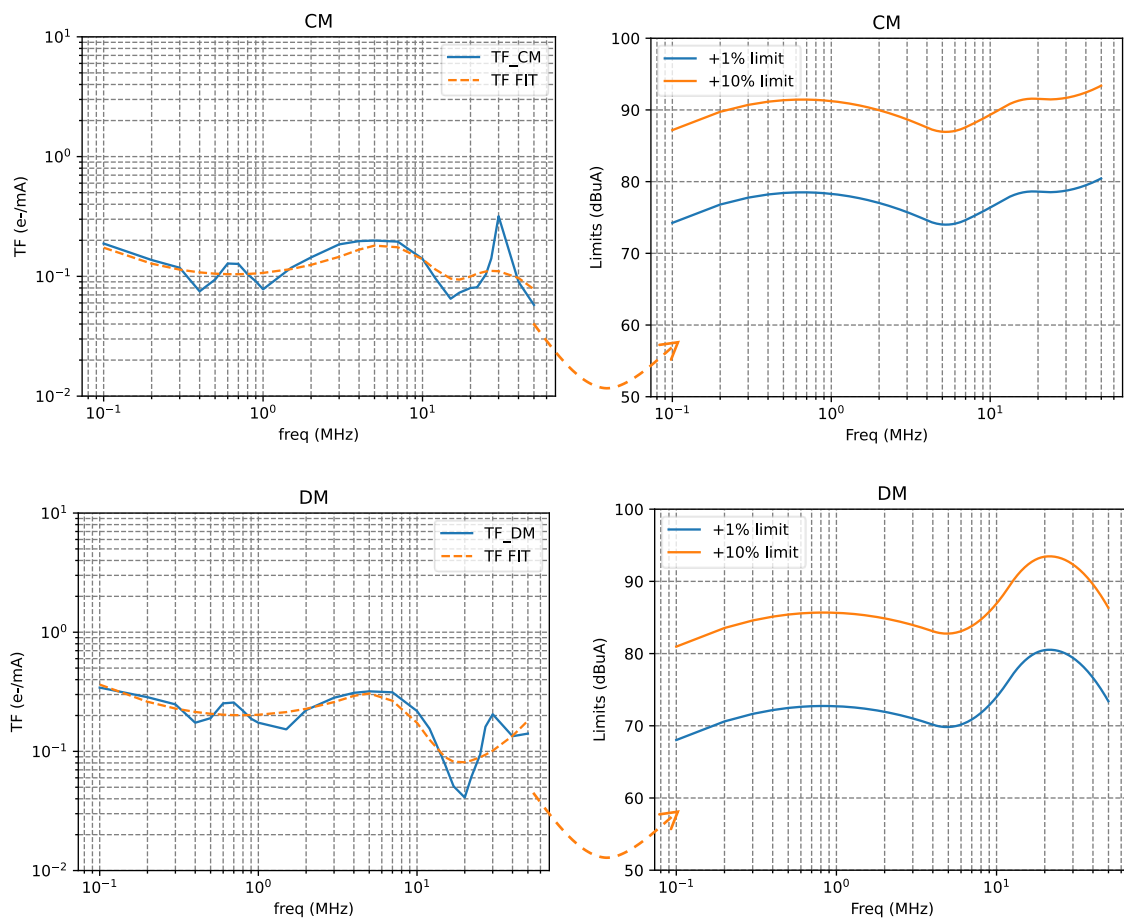 CM
TF (e-/mA)
10^1
10^0
10^-1
10^-2
TF_CM
TF FIT
10^-1 10^0 10^1
freq (MHz)
CM
Limits (dBuA)
100
90
80
70
60
50
+1% limit
+10% limit
10^-1 10^0 10^1
Freq (MHz)
DM
TF (e-/mA)
10^1
10^0
10^-1
10^-2
TF_DM
TF FIT
10^-1 10^0 10^1
freq (MHz)
DM
Limits (dBuA)
100
90
80
70
60
50
+1% limit
+10% limit
10^-1 10^0 10^1
Freq (MHz)